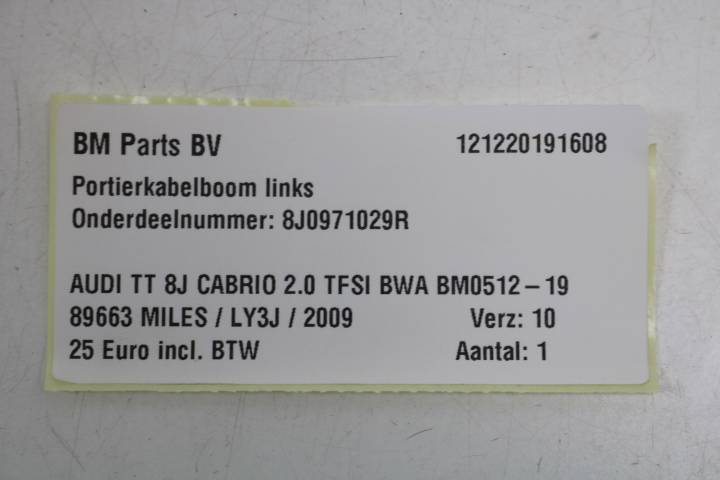 BM Parts BV 121220191608
Portierkabelboom links
Onderdeelnummer: 8J0971029R
AUDI TT 8J CABRIO 2.0 TFSI BWA BM0512-19
89663 MILES / LY3J / 2009 Verz: 10
25 Euro incl. BTW Aantal: 1